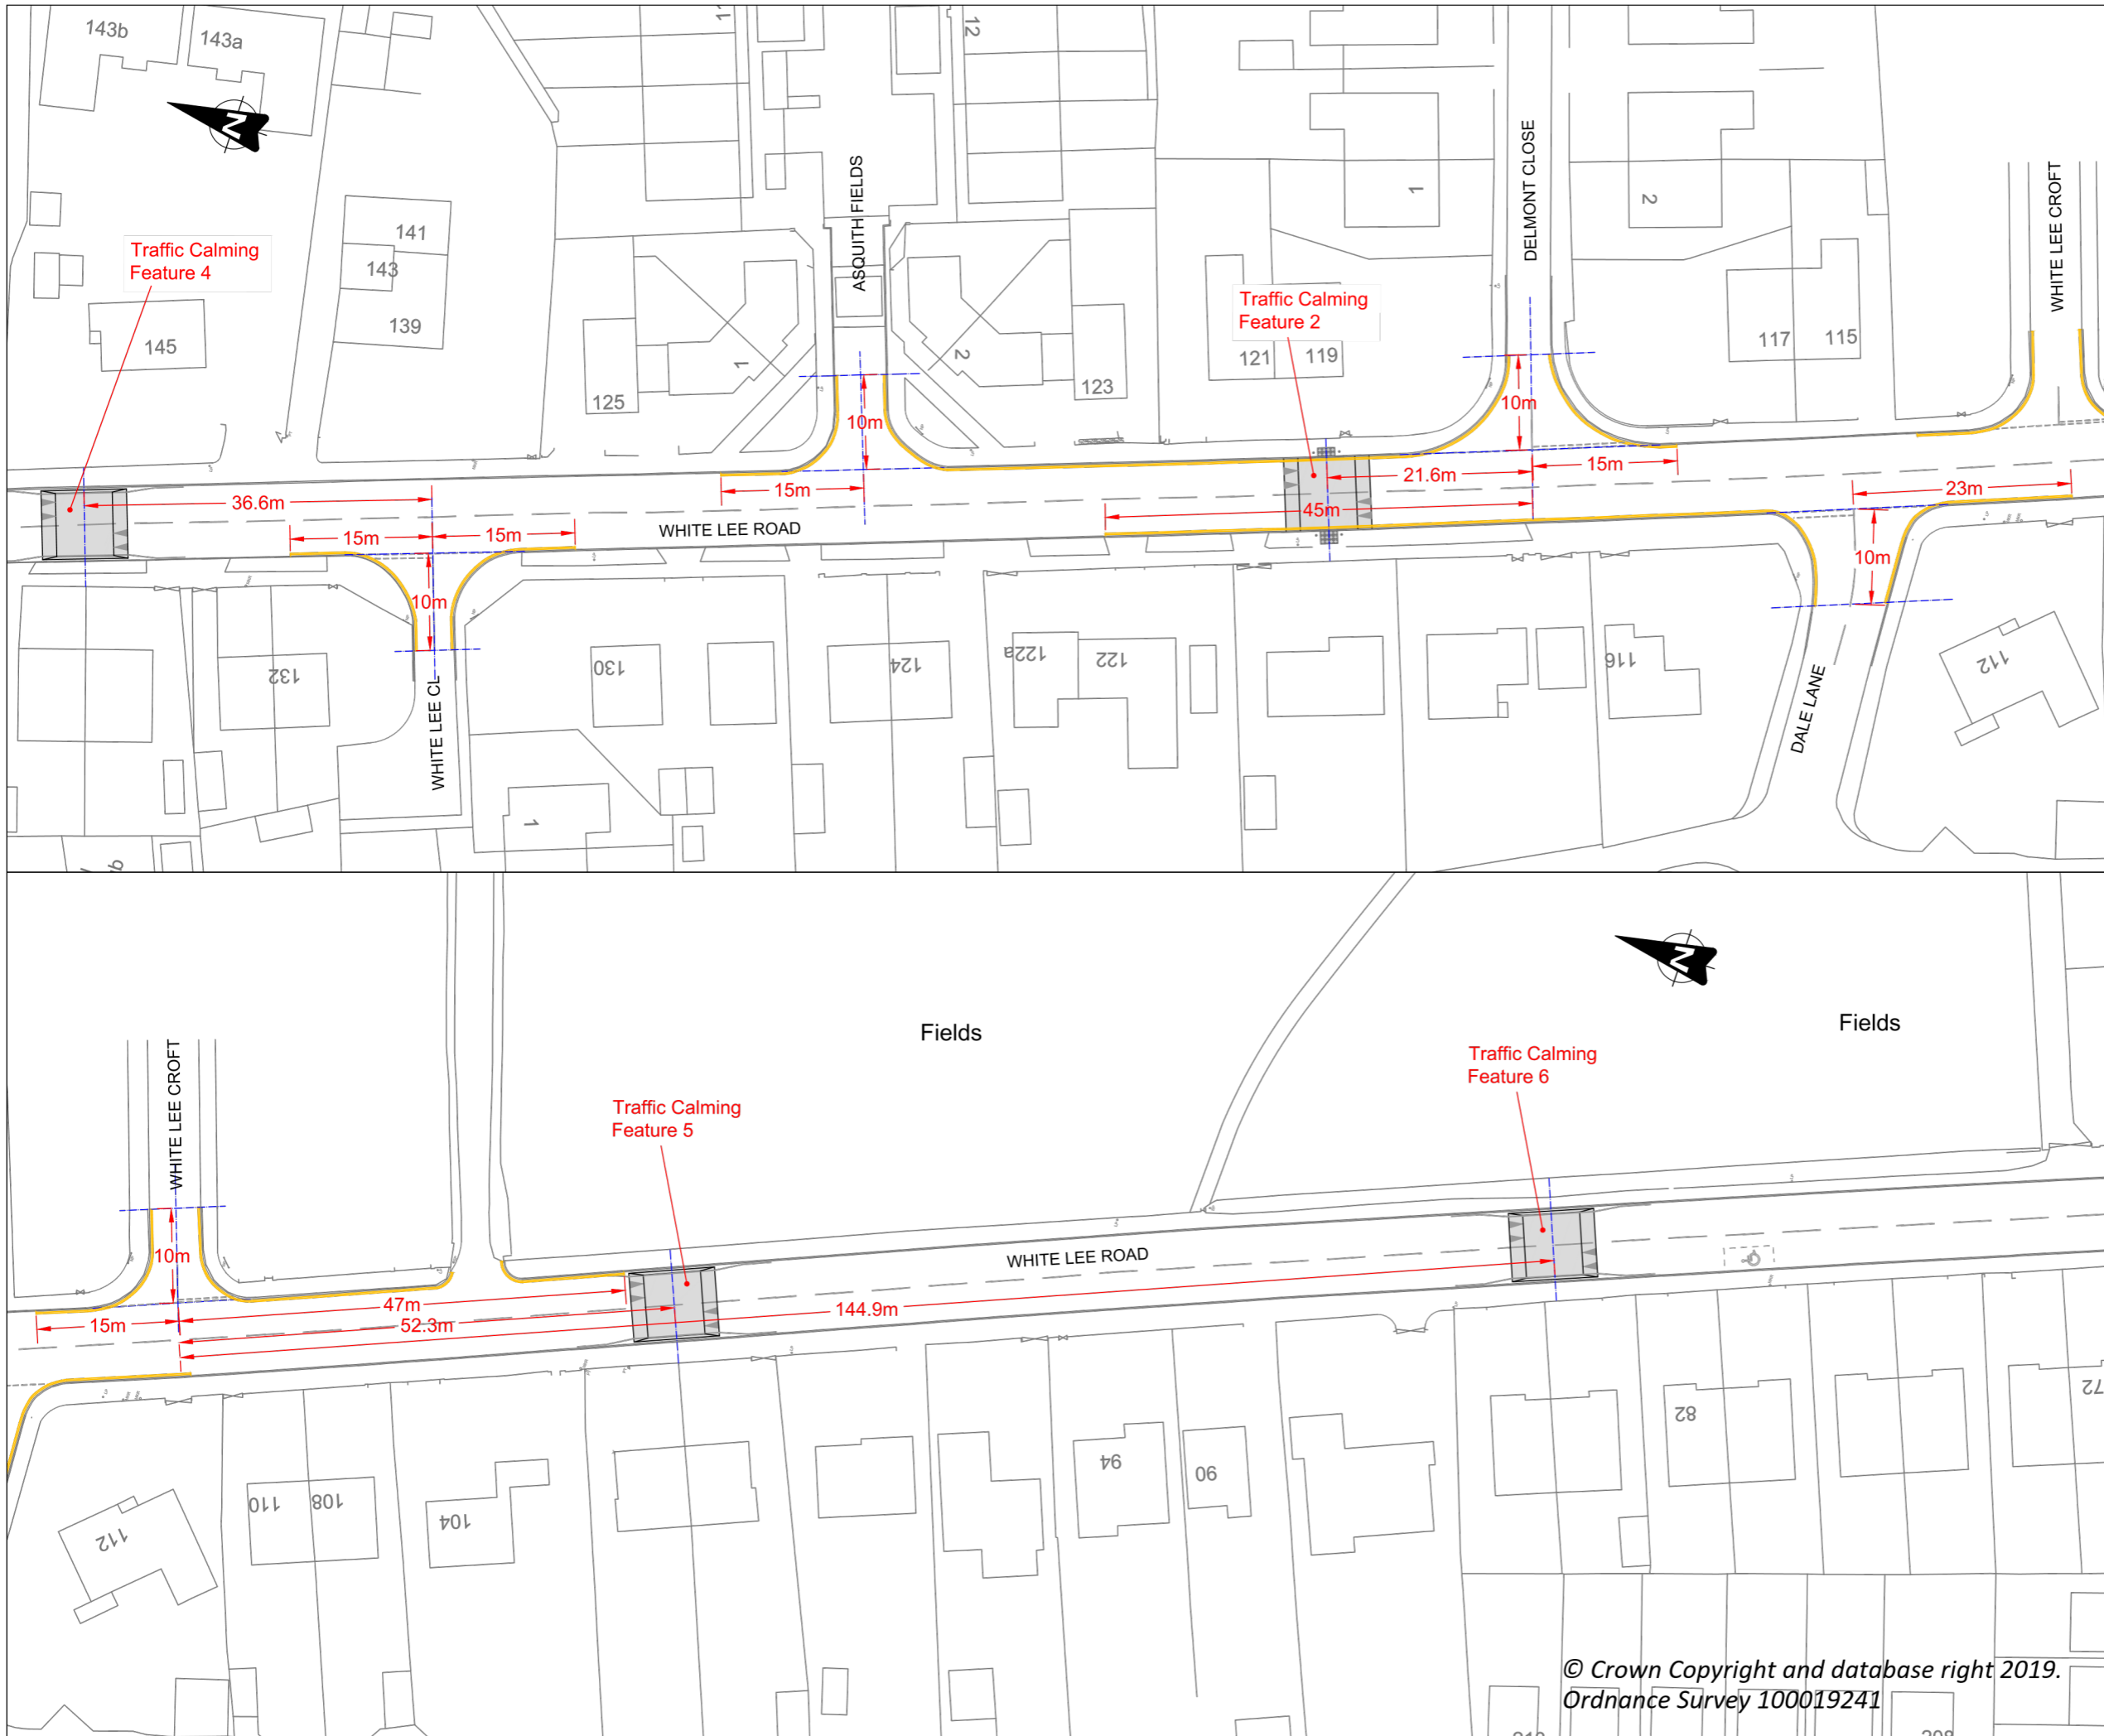 143b
143a
11
12
N
Traffic Calming
Feature 4
141
143
139
145
ASQUITH FIELDS
DELMONT CLOSE
WHITE LEE CROFT
1
2
Traffic Calming
Feature 2
121
119
117
115
125
1
2
123
10m
10m
36.6m
15m
21.6m
15m
23m
15m
15m
WHITE LEE ROAD
45m
10m
10m
132
WHITE LEE CL
130
124
122a
122
116
DALE LANE
112
1
N
Fields
Fields
WHITE LEE CROFT
Traffic Calming
Feature 5
Traffic Calming
Feature 6
10m
WHITE LEE ROAD
47m
15m
52.3m
144.9m
112
110
108
104
94
90
82
72
© Crown Copyright and database right 2019.
Ordnance Survey 100019241